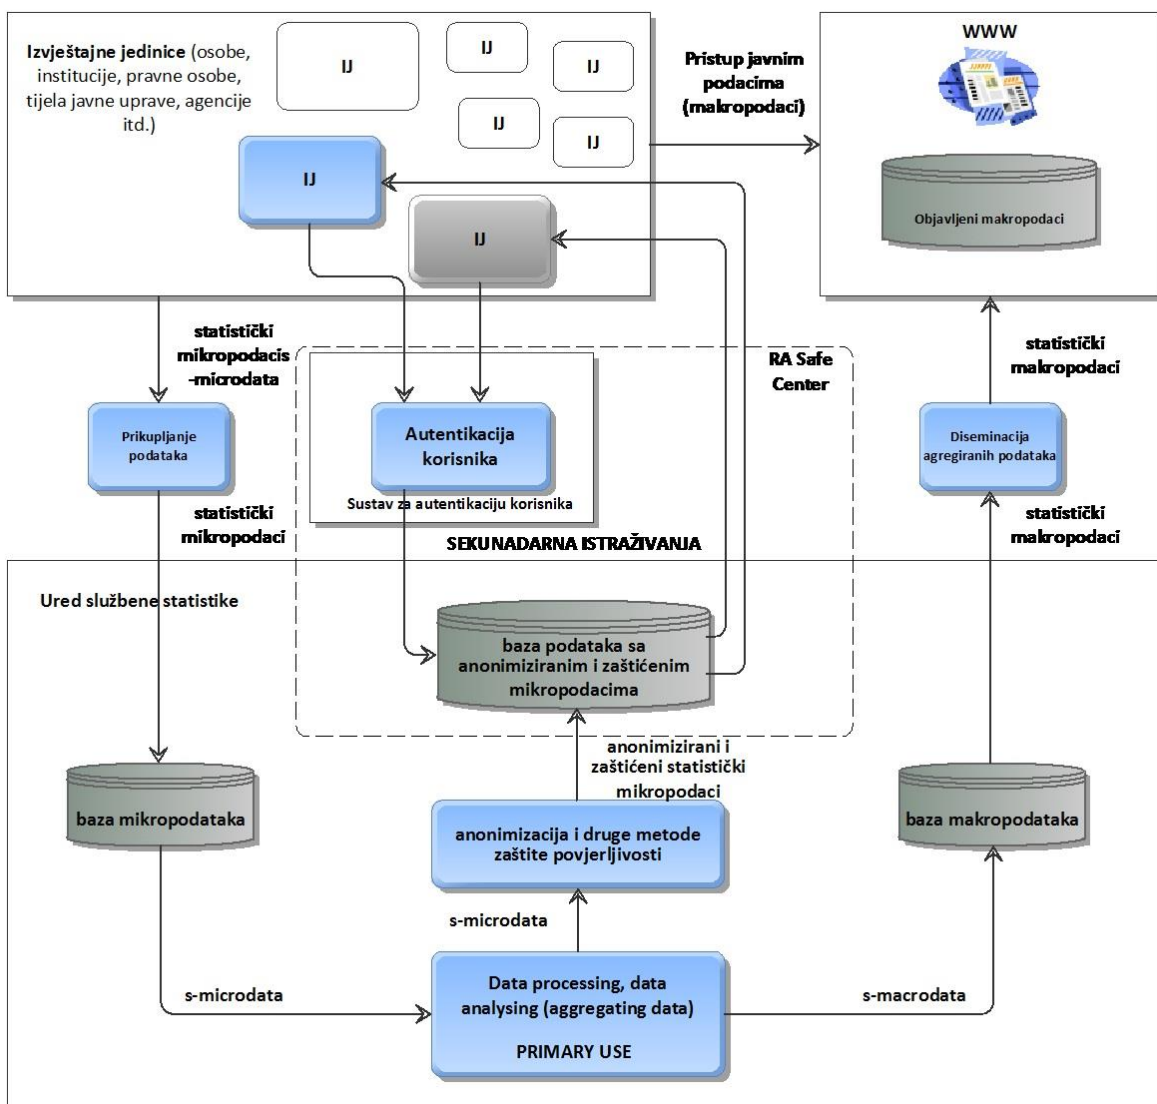 Izvještajne jedinice (osobe,
institucije, pravne osobe,
tijela javne uprave, agencije
itd.)
IJ
IJ
IJ
IJ
IJ
IJ
IJ
Pristup javnim
podacima
(makropodaci)
WWW
Objavljeni makropodaci
statistički
mikropodacis
-microdata
RA Safe
Center
statistički
makropodaci
Prikupljanje
podataka
Autentikacija
korisnika
Sustav za autentikaciju korisnika
Diseminacija
agregiranih podataka
statistički
mikropodaci
SEKUNADARNA ISTRAŽIVANJA
statistički
makropodaci
Ured službene statistike
baza podataka sa
anonimiziranim i zaštićenim
mikropodacima
anonimizirani i
zaštićeni statistički
mikropodaci
baza mikropodataka
anonimizacija i druge metode
zaštite povjerljivosti
baza makropodataka
s-microdata
s-microdata
Data processing, data
analysing (aggregating data)
PRIMARY USE
s-macrodata